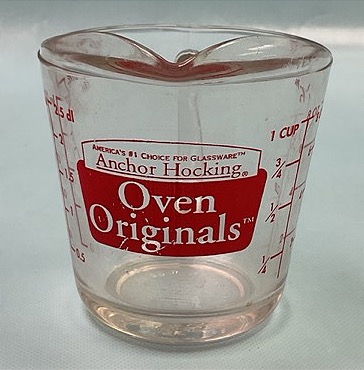 AMERICA'S #1 CHOICE FOR GLASSWARE™
Anchor Hocking®
Oven
Originals™
2.5 dl
2
1.5
1
0.5
1 CUP
3/4
1/2
1/4